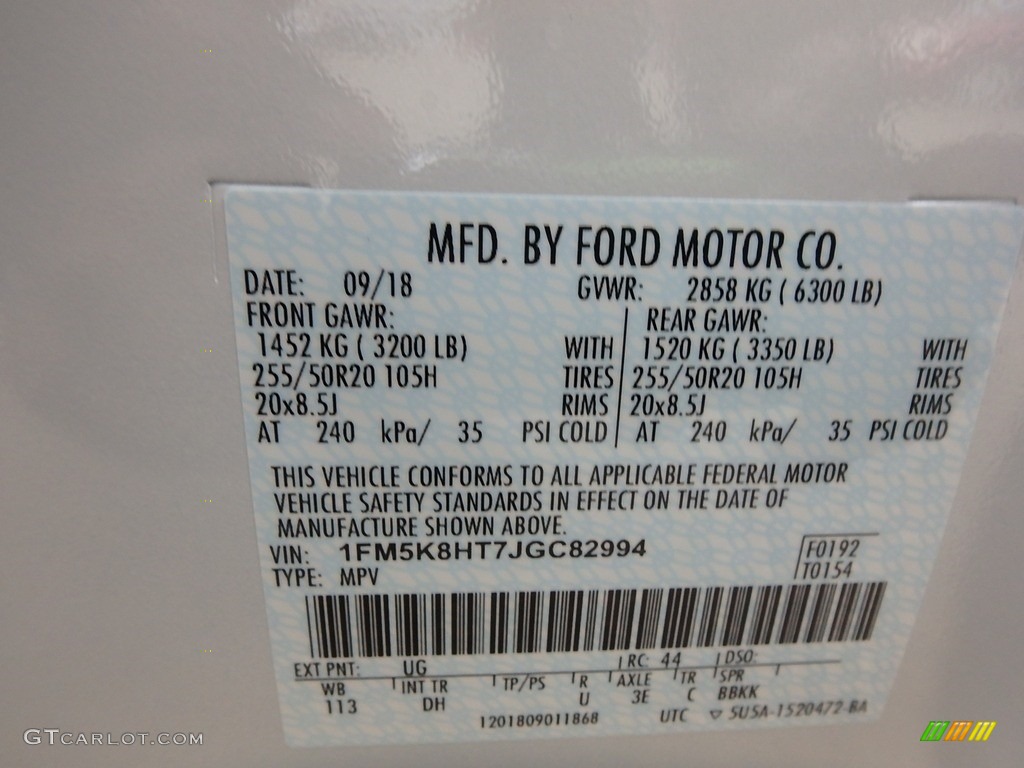 MFD. BY FORD MOTOR CO.
DATE: 09/18 GVWR: 2858 KG ( 6300 LB)
FRONT GAWR: REAR GAWR:
1452 KG ( 3200 LB) WITH 1520 KG ( 3350 LB) WITH
255/50R20 105H TIRES 255/50R20 105H TIRES
20x8.5J RIMS 20x8.5J RIMS
AT 240 kPa/ 35 PSI COLD AT 240 kPa/ 35 PSI COLD
THIS VEHICLE CONFORMS TO ALL APPLICABLE FEDERAL MOTOR
VEHICLE SAFETY STANDARDS IN EFFECT ON THE DATE OF
MANUFACTURE SHOWN ABOVE.
VIN: 1FM5K8HT7JGC82994 F0192
TYPE: MPV T0154
EXT PNT: UG RC: 44 DSO:
WB INT TR TP/PS R AXLE TR SPR
113 DH U 3E C BBKK
1201809011868 UTC ▽ SU5A-1520472-BA
GTCARLOT.COM